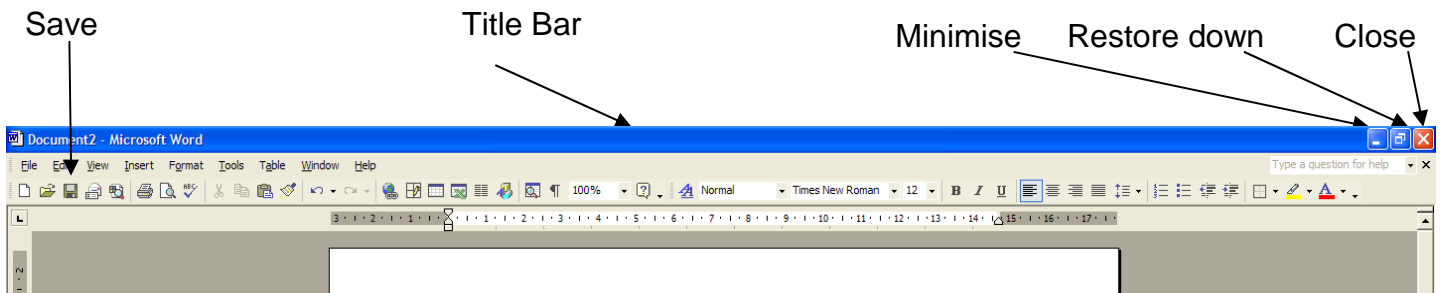 Save Title Bar Minimise Restore down Close
Document2 - Microsoft Word
File Edit View Insert Format Tools Table Window Help Type a question for help
100% Normal Times New Roman 12 B I U
3 2 1 1 2 3 4 5 6 7 8 9 10 11 12 13 14 15 16 17
2